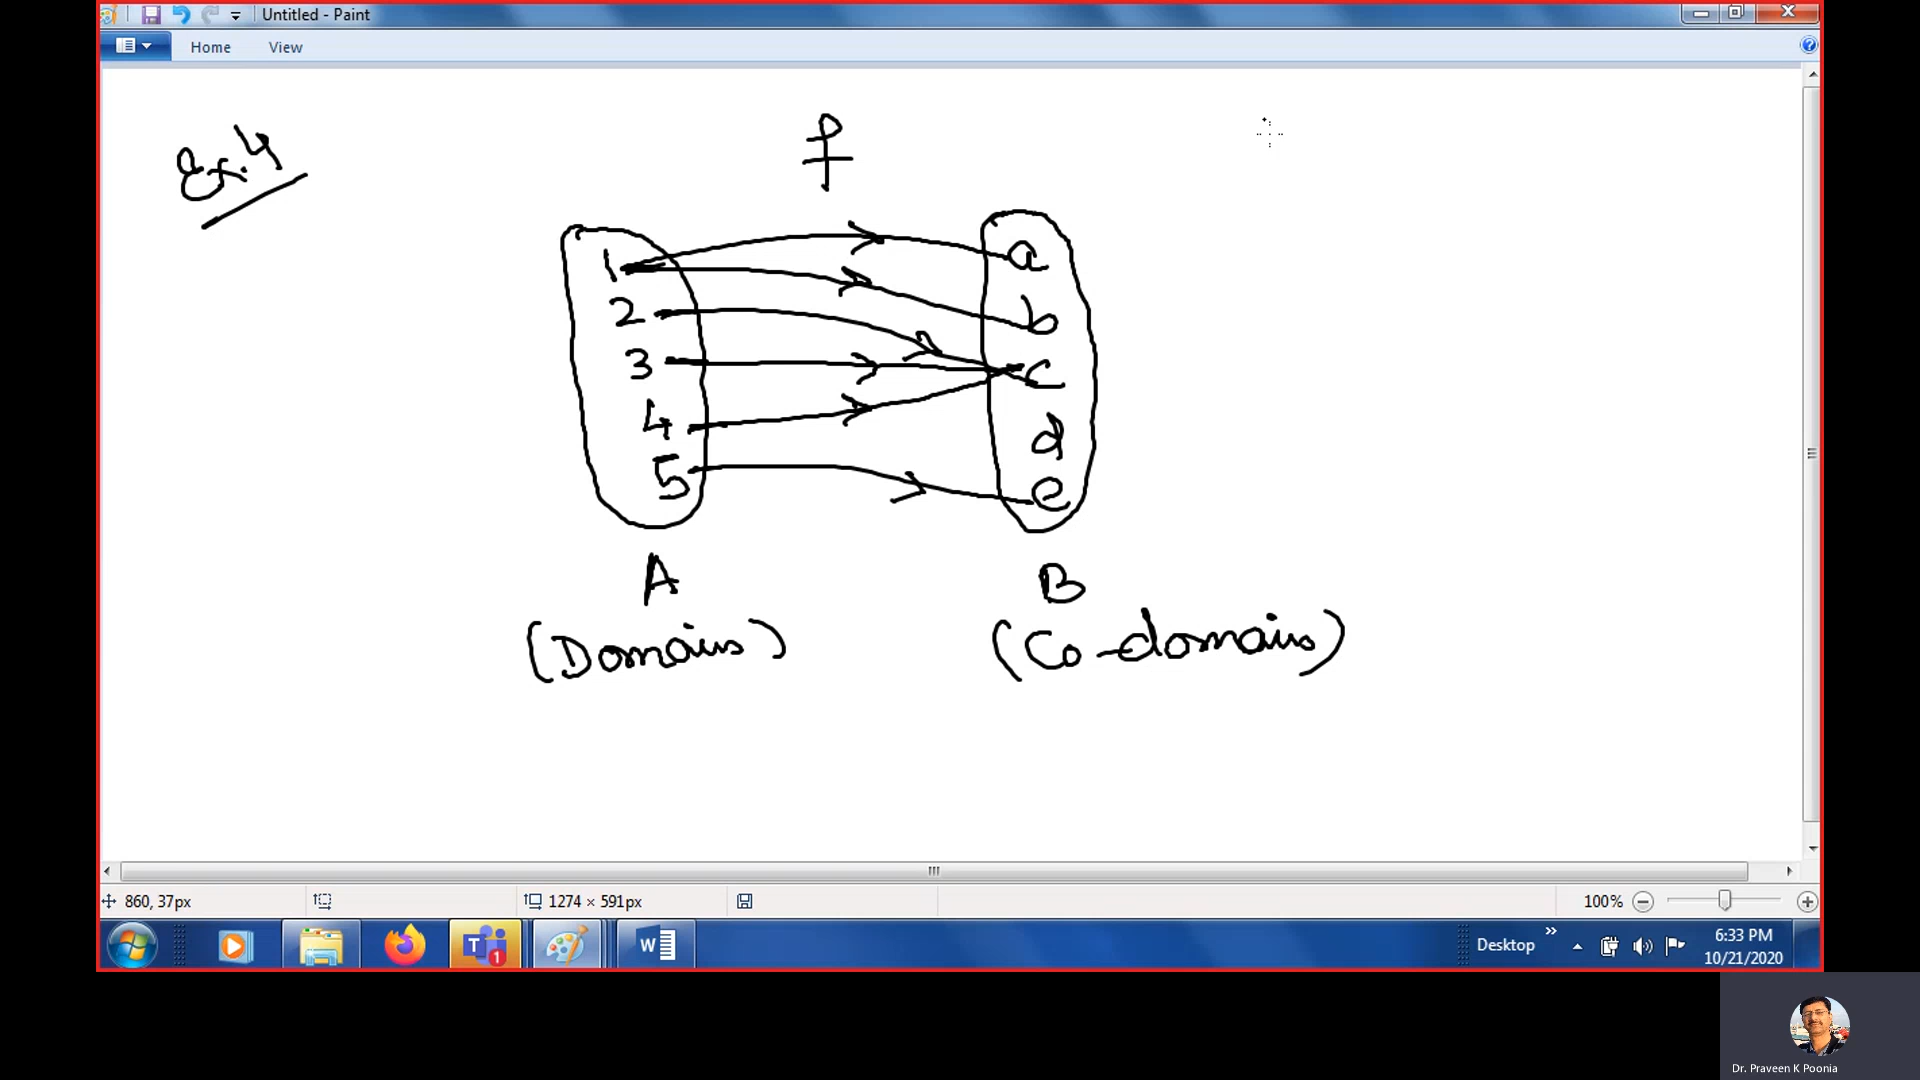 Untitled - Paint
Home View
Ex.4
f
1 a
2 b
3 c
4 d
5 e
A B
(Domain) (Co-domain)
860, 37px 1274 × 591px 100%
Desktop 6:33 PM
10/21/2020
T 1 W
Dr. Praveen K Poonia